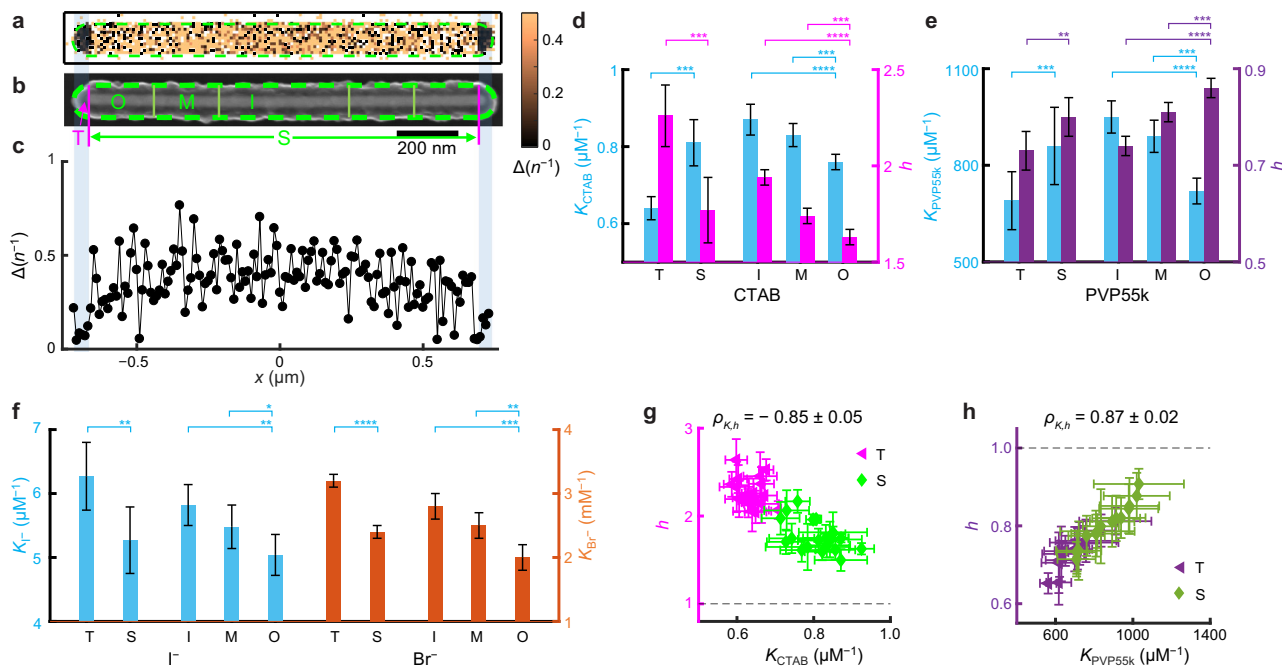 a
0.5
0
Δ(n⁻¹)
b
O M I
T S
200 nm
c
1
0.5
0
Δ(n⁻¹)
−0.5 0 0.5
x (μm)
d
*** *** ****
*** *** ****
1
0.8
0.6
K_CTAB (μM⁻¹)
2.5
2
1.5
h
T S I M O
CTAB
e
** *** ****
*** *** ****
1100
900
700
500
K_PVP55k (μM⁻¹)
0.9
0.7
0.5
h
T S I M O
PVP55k
f
** * ** **** ** ***
7
6
5
4
K_I⁻ (μM⁻¹)
4
3
2
1
K_Br⁻ (mM⁻¹)
T S I M O T S I M O
I⁻ Br⁻
g
ρ_K,h = − 0.85 ± 0.05
3
2
1
h
T
S
0.6 0.8 1.0
K_CTAB (μM⁻¹)
h
ρ_K,h = 0.87 ± 0.02
1.0
0.8
0.6
h
T
S
600 1000 1400
K_PVP55k (μM⁻¹)